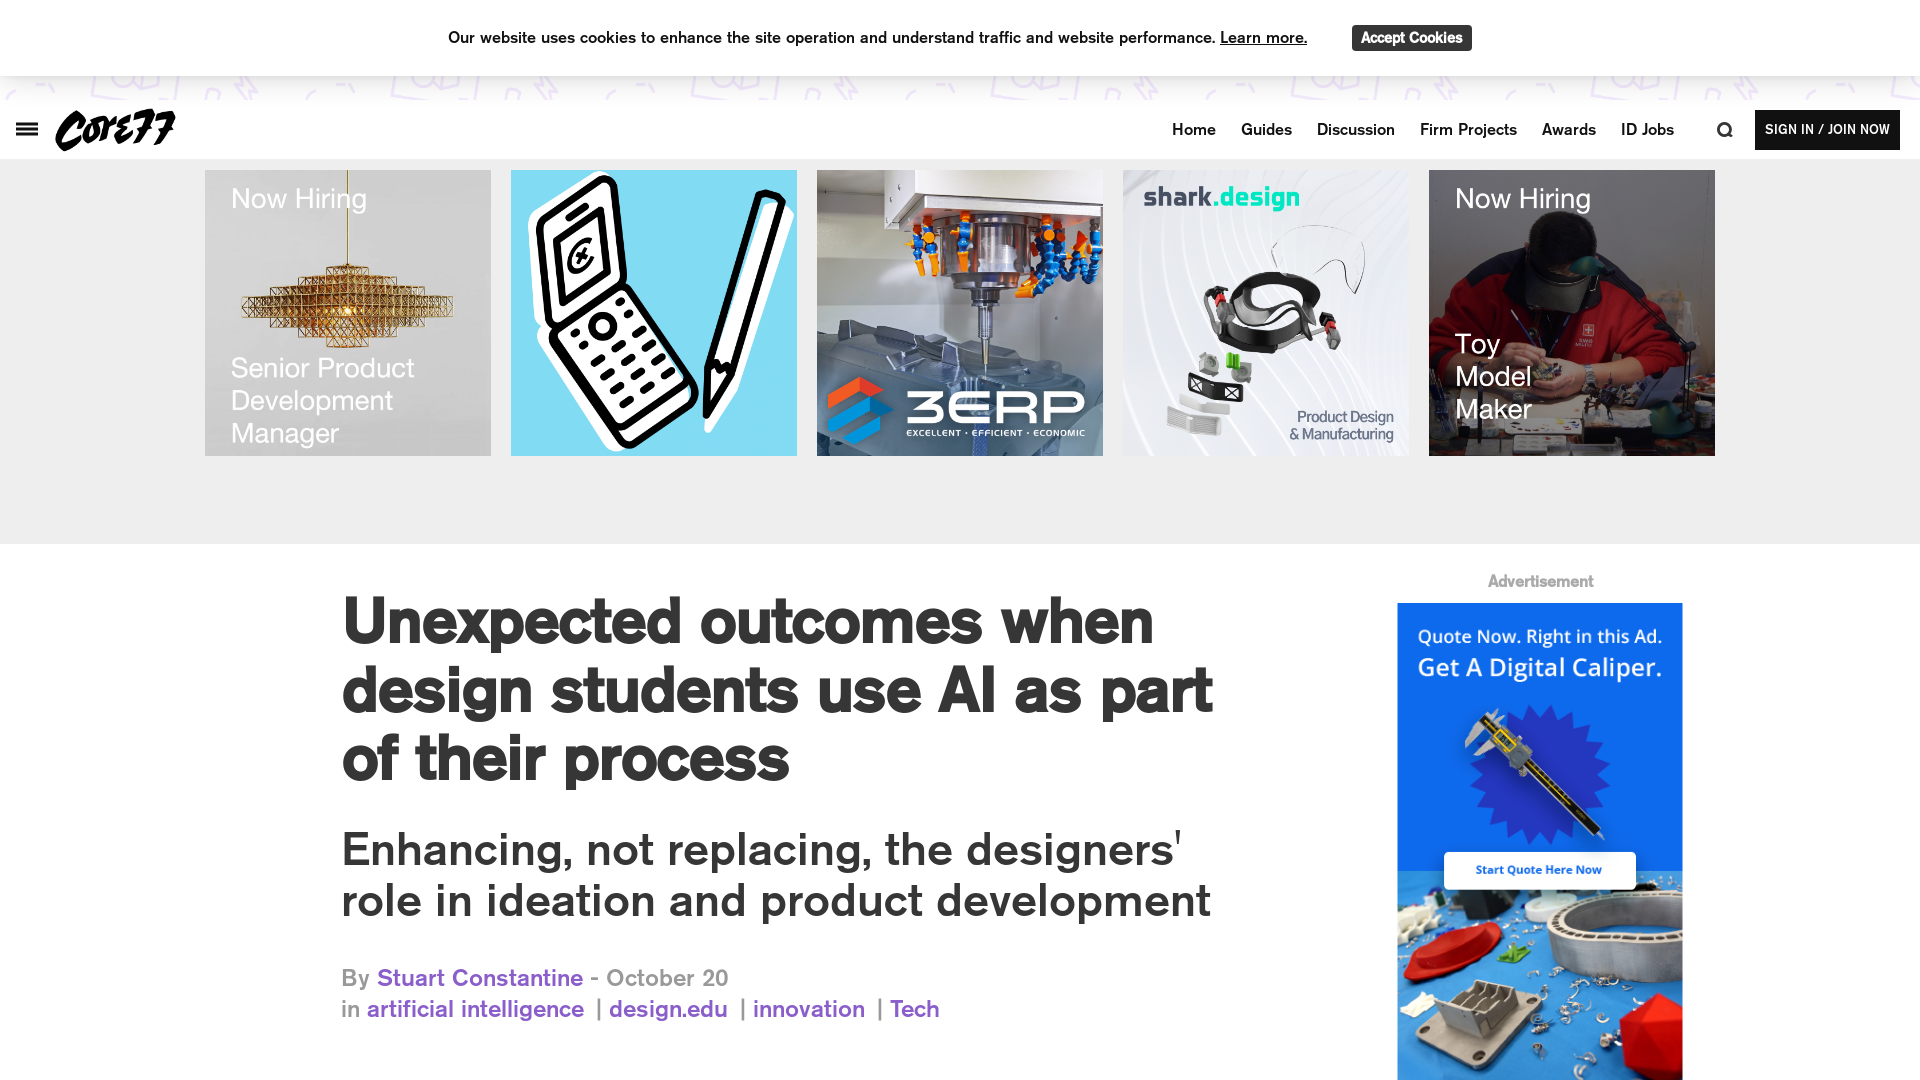 Our website uses cookies to enhance the site operation and understand traffic and website performance. Learn more.
Accept Cookies
Core77
Home
Guides
Discussion
Firm Projects
Awards
ID Jobs
SIGN IN / JOIN NOW
Now Hiring
Senior Product
Development
Manager
3ERP
EXCELLENT · EFFICIENT · ECONOMIC
shark.design
Product Design
& Manufacturing
Now Hiring
Toy
Model
Maker
Unexpected outcomes when
design students use AI as part
of their process
Enhancing, not replacing, the designers'
role in ideation and product development
By Stuart Constantine - October 20
in artificial intelligence | design.edu | innovation | Tech
Advertisement
Quote Now. Right in this Ad.
Get A Digital Caliper.
Start Quote Here Now